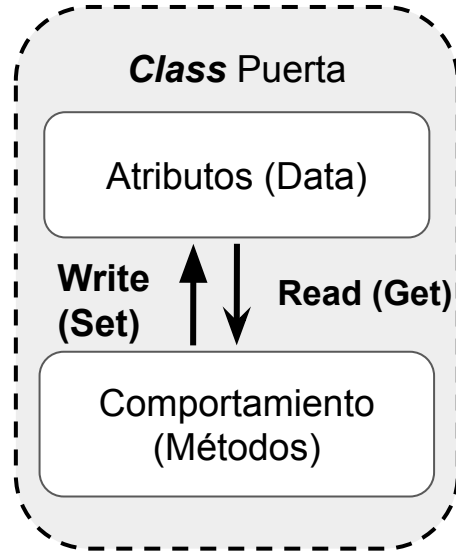 Class Puerta
Atributos (Data)
Write
(Set)
Read (Get)
Comportamiento
(Métodos)